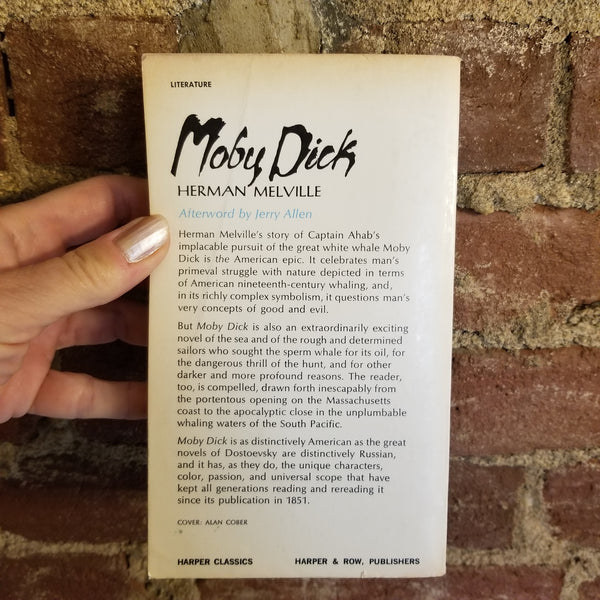 LITERATURE
Moby Dick
HERMAN MELVILLE
Afterword by Jerry Allen
Herman Melville's story of Captain Ahab's
implacable pursuit of the great white whale Moby
Dick is the American epic. It celebrates man's
primeval struggle with nature depicted in terms
of American nineteenth-century whaling, and,
in its richly complex symbolism, it questions man's
very concepts of good and evil.
But Moby Dick is also an extraordinarily exciting
novel of the sea and of the rough and determined
sailors who sought the sperm whale for its oil, for
the dangerous thrill of the hunt, and for other
darker and more profound reasons. The reader,
too, is compelled, drawn forth inescapably from
the portentous opening on the Massachusetts
coast to the apocalyptic close in the unplumbable
whaling waters of the South Pacific.
Moby Dick is as distinctively American as the great
novels of Dostoevsky are distinctively Russian,
and it has, as they do, the unique characters,
color, passion, and universal scope that have
kept all generations reading and rereading it
since its publication in 1851.
COVER: ALAN COBER
HARPER CLASSICS HARPER & ROW, PUBLISHERS